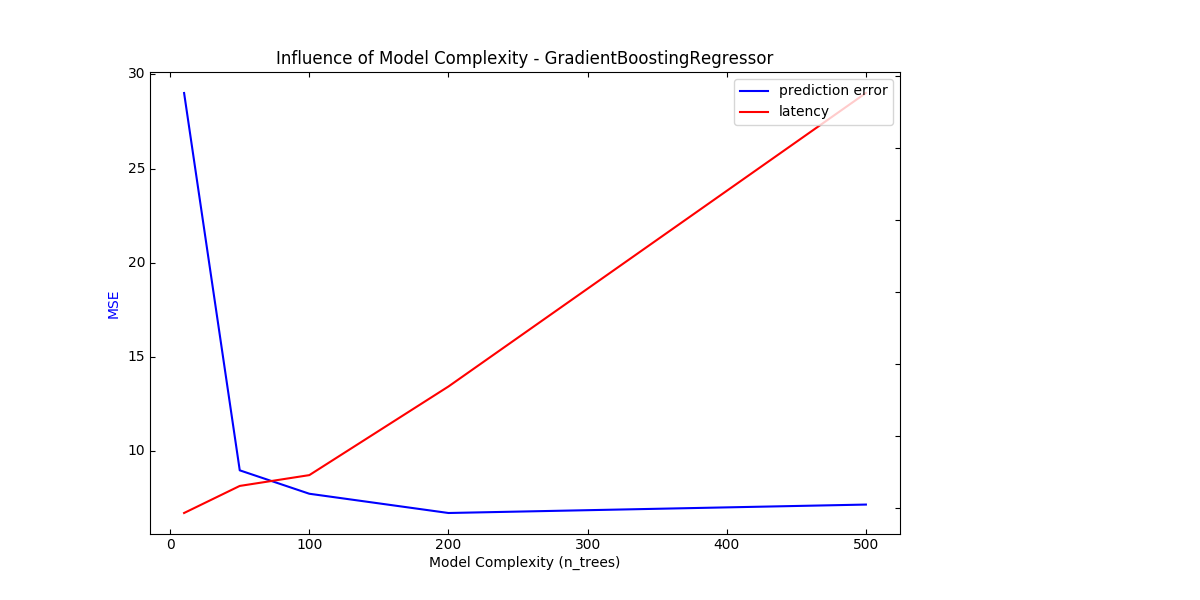 Influence of Model Complexity - GradientBoostingRegressor
prediction error
latency
30
25
20
15
10
MSE
0 100 200 300 400 500
Model Complexity (n_trees)